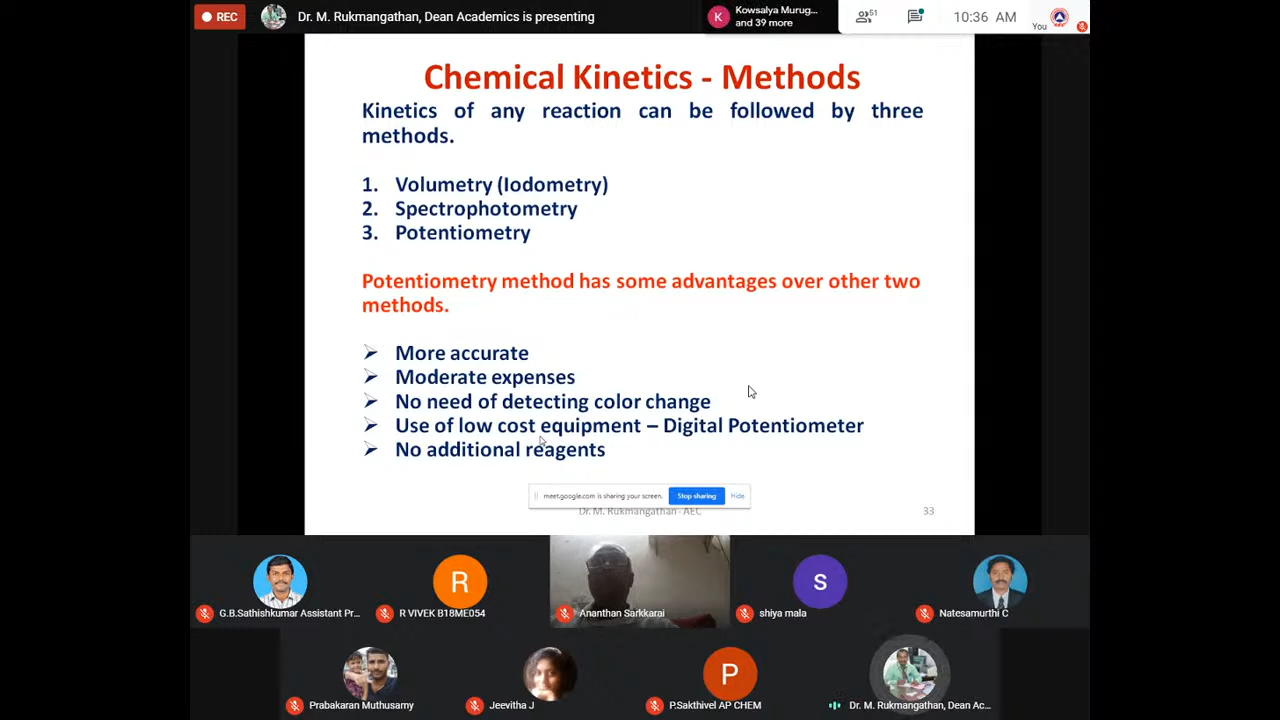 REC
Dr. M. Rukmangathan, Dean Academics is presenting
K
Kowsalya Murug...
and 39 more
51
10:36 AM
You
Chemical Kinetics - Methods
Kinetics of any reaction can be followed by three
methods.
1. Volumetry (Iodometry)
2. Spectrophotometry
3. Potentiometry
Potentiometry method has some advantages over other two
methods.
➢ More accurate
➢ Moderate expenses
➢ No need of detecting color change
➢ Use of low cost equipment – Digital Potentiometer
➢ No additional reagents
meet.google.com is sharing your screen.
Stop sharing
Hide
Dr. M. Rukmangathan - AEC
33
R
S
G.B.Sathishkumar Assistant Pr...
R VIVEK B18ME054
Ananthan Sarkkarai
shiya mala
Natesamurthi C
P
Prabakaran Muthusamy
Jeevitha J
P.Sakthivel AP CHEM
Dr. M. Rukmangathan, Dean Ac...